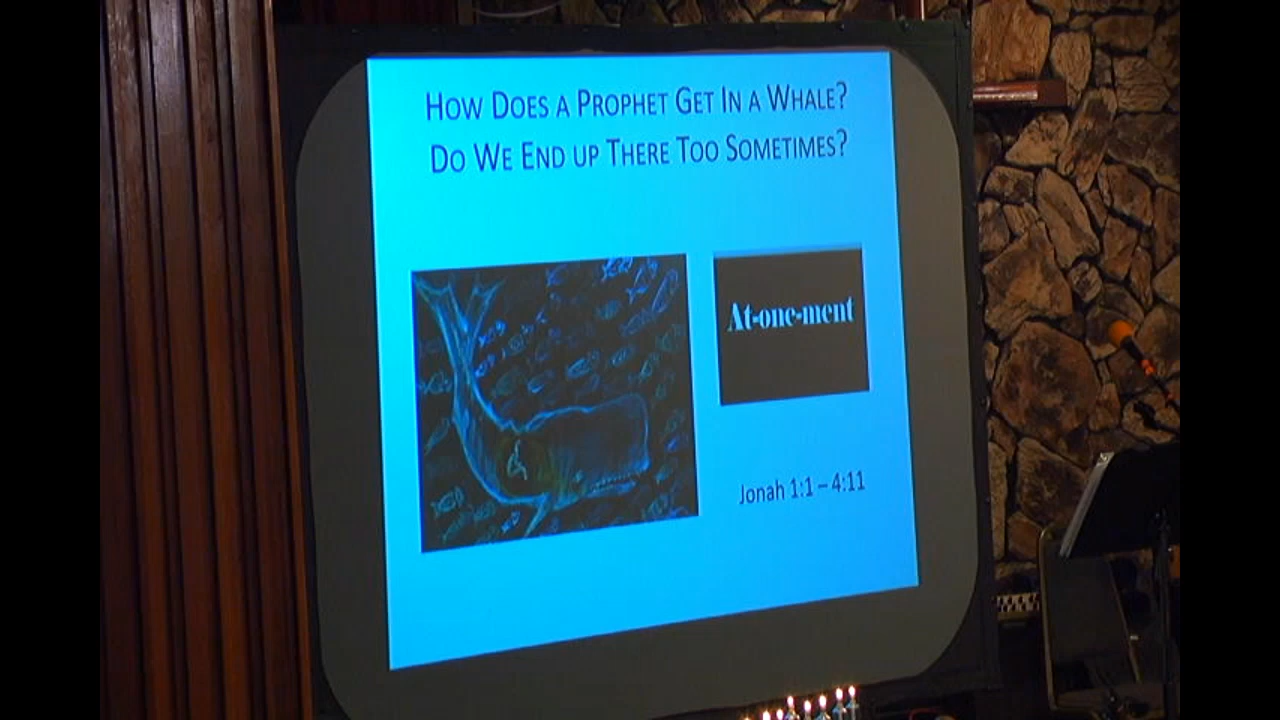 How Does a Prophet Get In a Whale?
Do We End up There Too Sometimes?
At-one-ment
Jonah 1:1 – 4:11